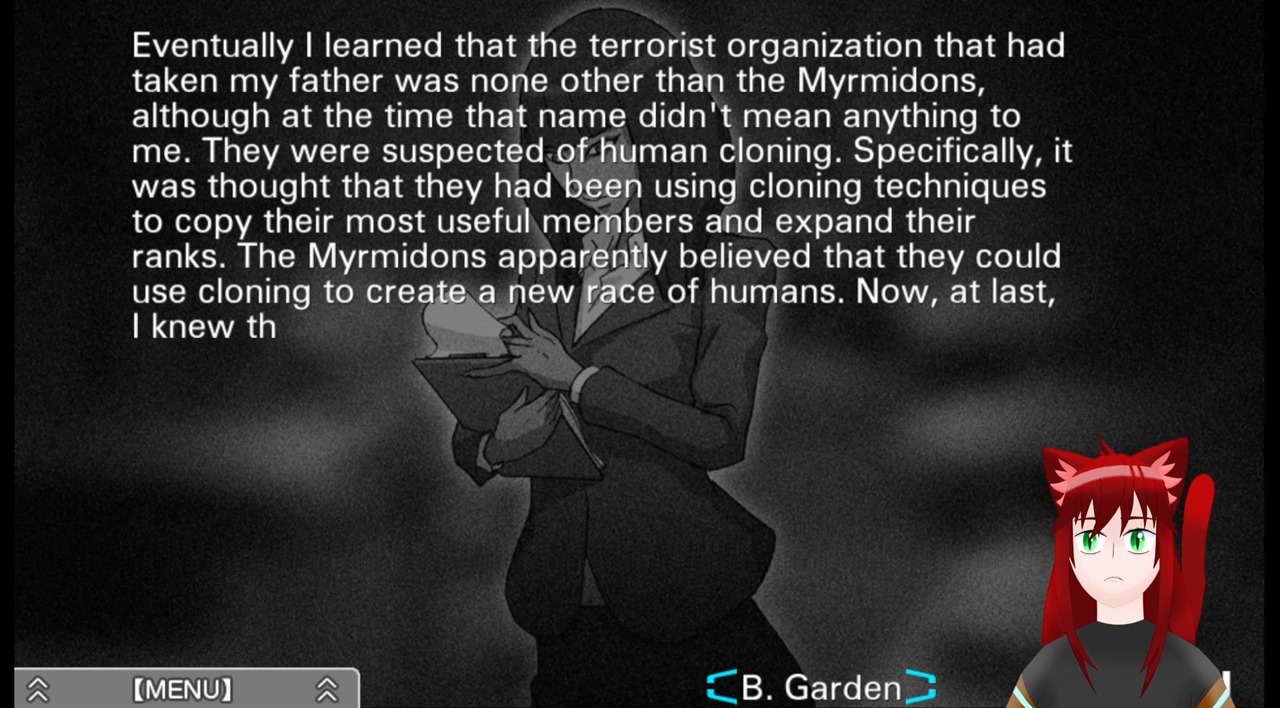 Eventually I learned that the terrorist organization that had
taken my father was none other than the Myrmidons,
although at the time that name didn't mean anything to
me. They were suspected of human cloning. Specifically, it
was thought that they had been using cloning techniques
to copy their most useful members and expand their
ranks. The Myrmidons apparently believed that they could
use cloning to create a new race of humans. Now, at last,
I knew th
【MENU】
B. Garden